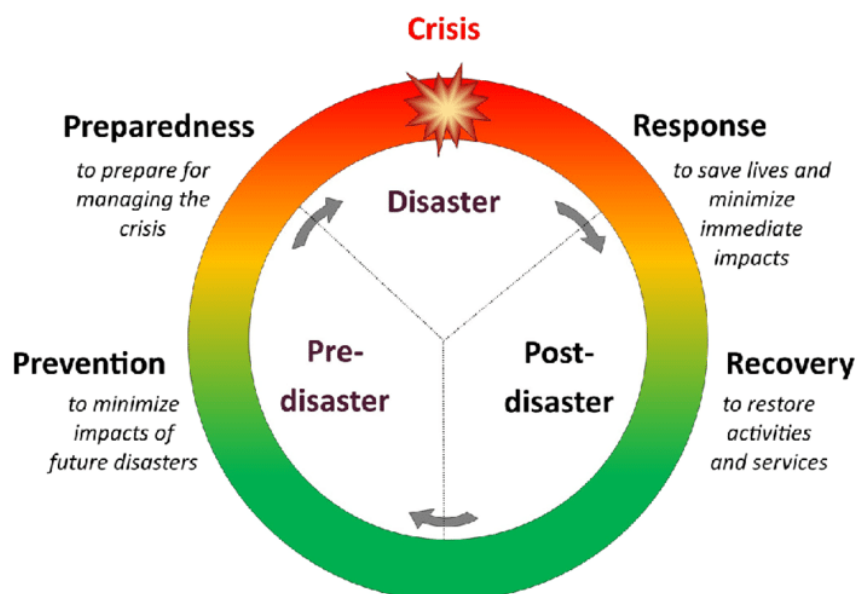 Crisis
Preparedness
to prepare for
managing the
crisis
Response
to save lives and
minimize
immediate
impacts
Disaster
Pre-
disaster
Post-
disaster
Prevention
to minimize
impacts of
future disasters
Recovery
to restore
activities
and services